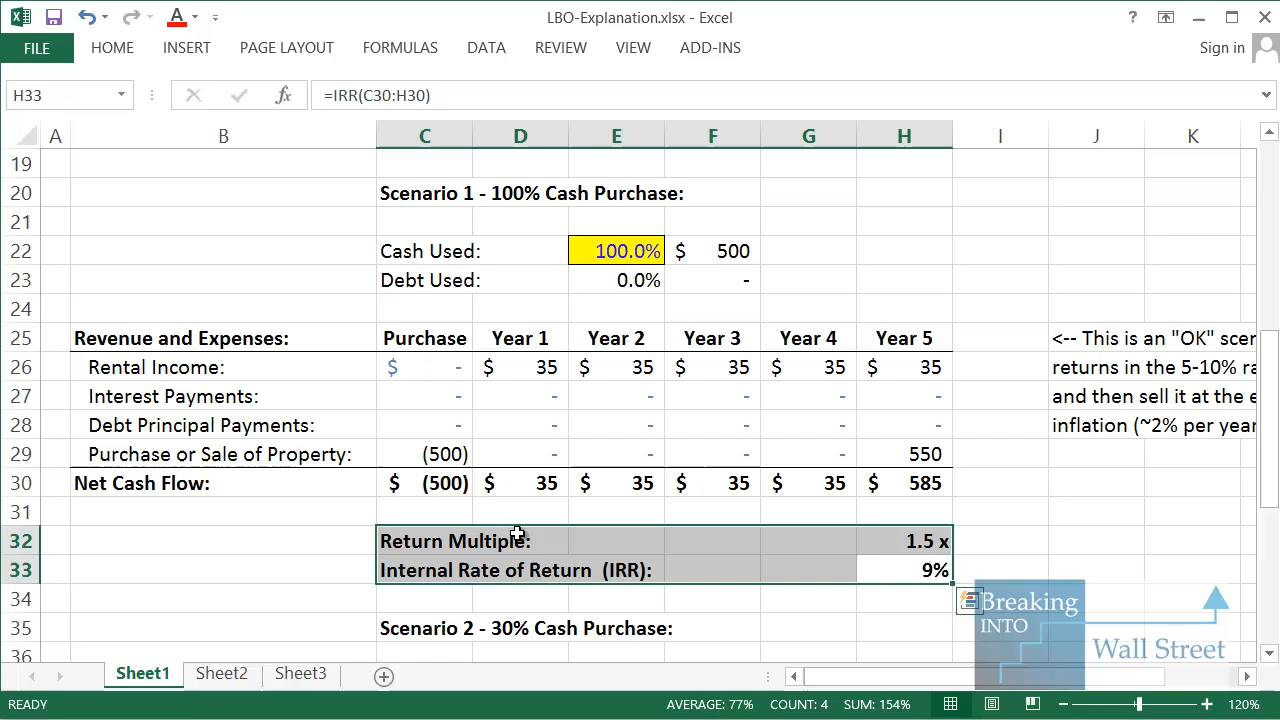 LBO-Explanation.xlsx - Excel
?
FILE HOME INSERT PAGE LAYOUT FORMULAS DATA REVIEW VIEW ADD-INS Sign in
H33 fx =IRR(C30:H30)
A B C D E F G H I J K
19
20 Scenario 1 - 100% Cash Purchase:
21
22 Cash Used: 100.0% $ 500
23 Debt Used: 0.0% -
24
25 Revenue and Expenses: Purchase Year 1 Year 2 Year 3 Year 4 Year 5 <-- This is an "OK" scer
26 Rental Income: $ - $ 35 $ 35 $ 35 $ 35 $ 35 returns in the 5-10% ra
27 Interest Payments: - - - - - - and then sell it at the e
28 Debt Principal Payments: - - - - - - inflation (~2% per year
29 Purchase or Sale of Property: (500) - - - - 550
30 Net Cash Flow: $ (500) $ 35 $ 35 $ 35 $ 35 $ 585
31
32 Return Multiple: 1.5 x
33 Internal Rate of Return (IRR): 9%
34
35 Scenario 2 - 30% Cash Purchase:
36
Breaking
INTO
Wall Street
Sheet1 Sheet2 Sheet3
READY AVERAGE: 77% COUNT: 4 SUM: 154% 120%